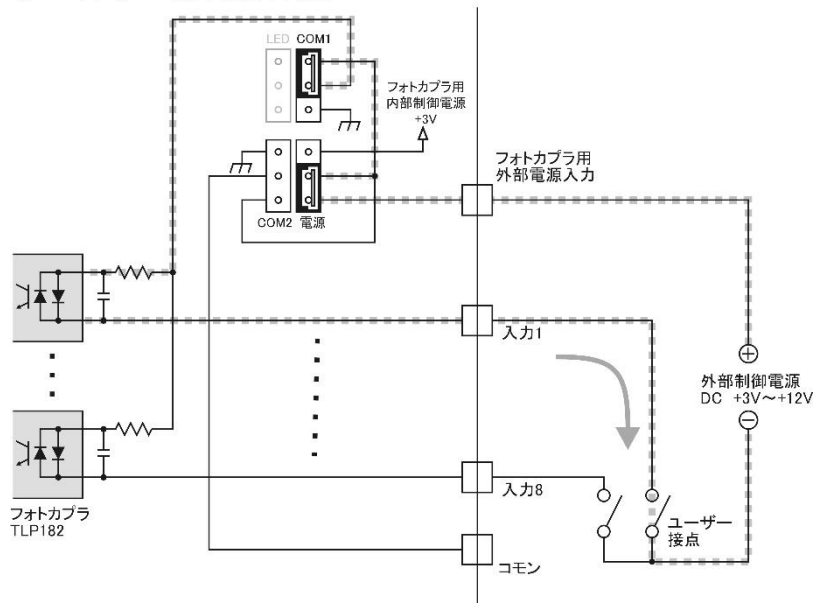 LED COM1
フォトカプラ用
内部制御電源
+3V
フォトカプラ用
外部電源入力
COM2 電源
入力1
外部制御電源
DC +3V～+12V
入力8
フォトカプラ
TLP182
ユーザー
接点
コモン